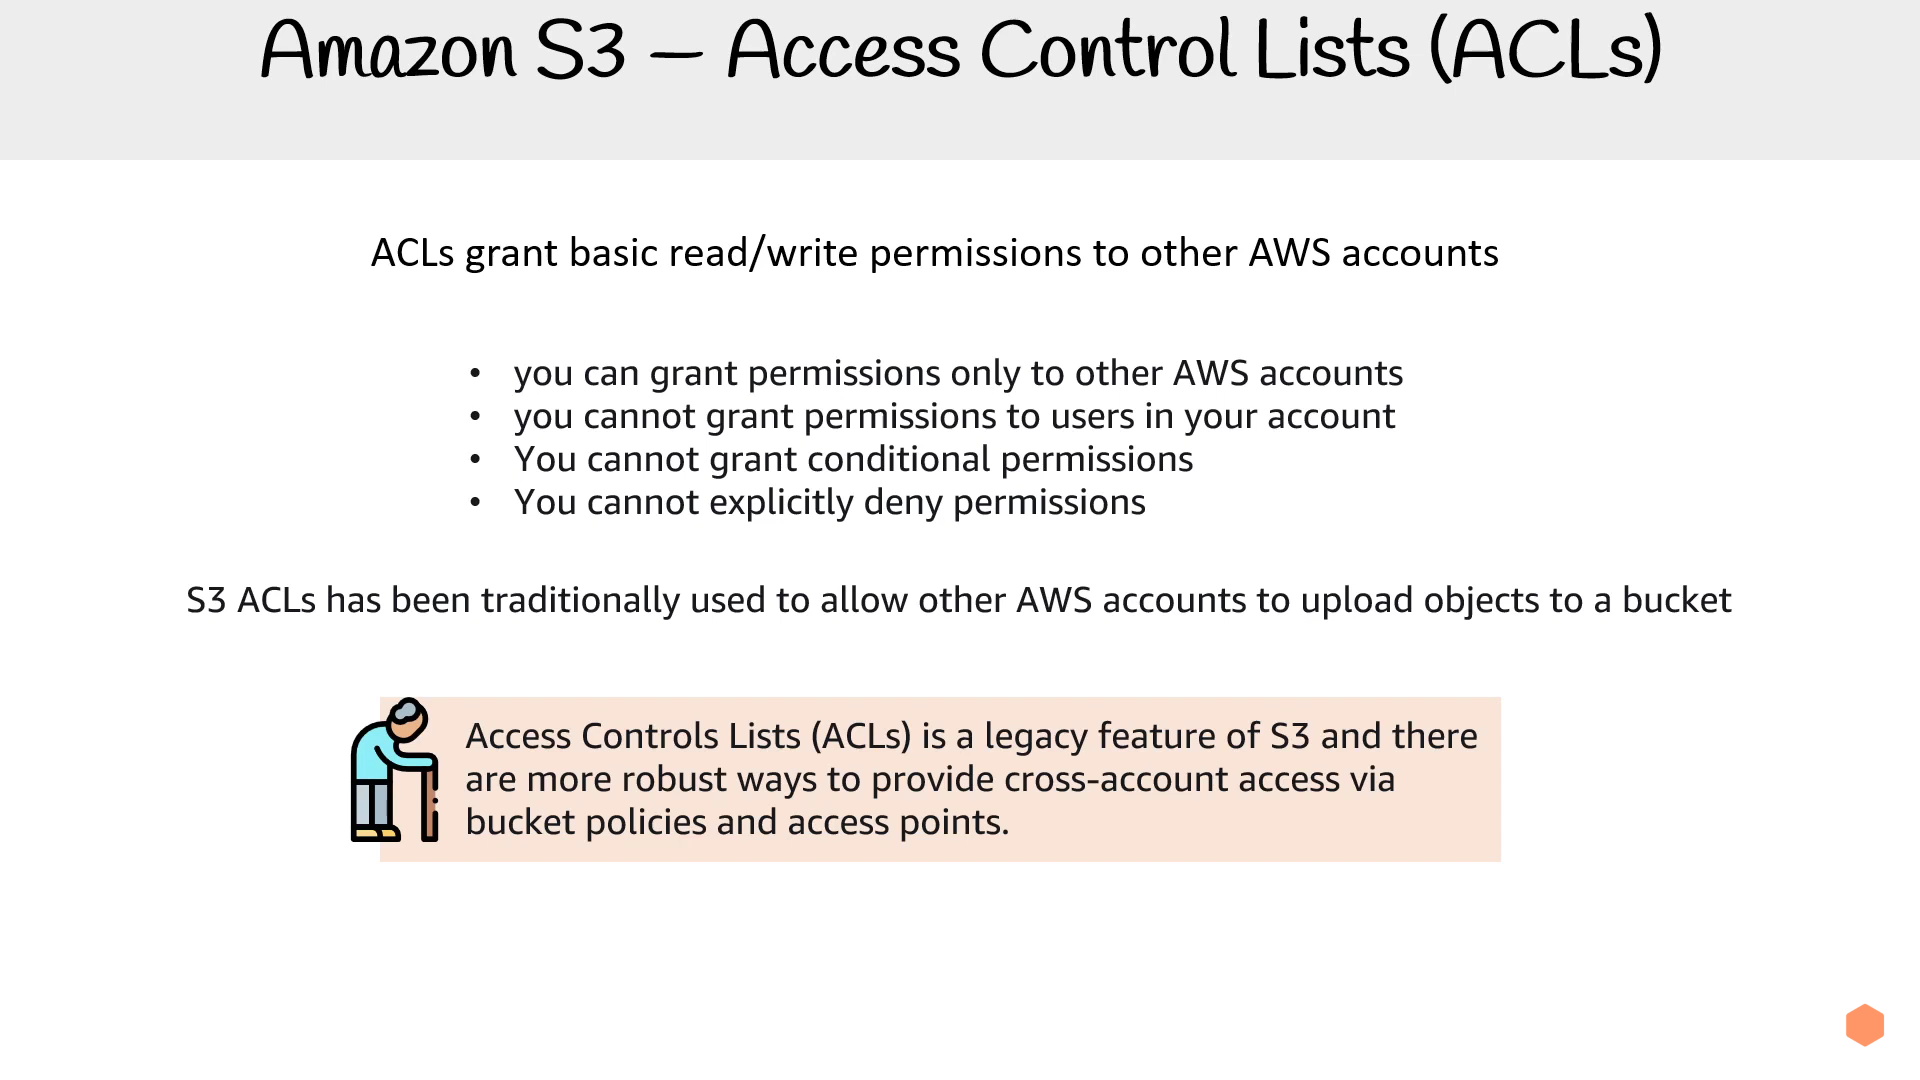 Amazon S3 – Access Control Lists (ACLs)
ACLs grant basic read/write permissions to other AWS accounts
• you can grant permissions only to other AWS accounts
• you cannot grant permissions to users in your account
• You cannot grant conditional permissions
• You cannot explicitly deny permissions
S3 ACLs has been traditionally used to allow other AWS accounts to upload objects to a bucket
Access Controls Lists (ACLs) is a legacy feature of S3 and there
are more robust ways to provide cross-account access via
bucket policies and access points.